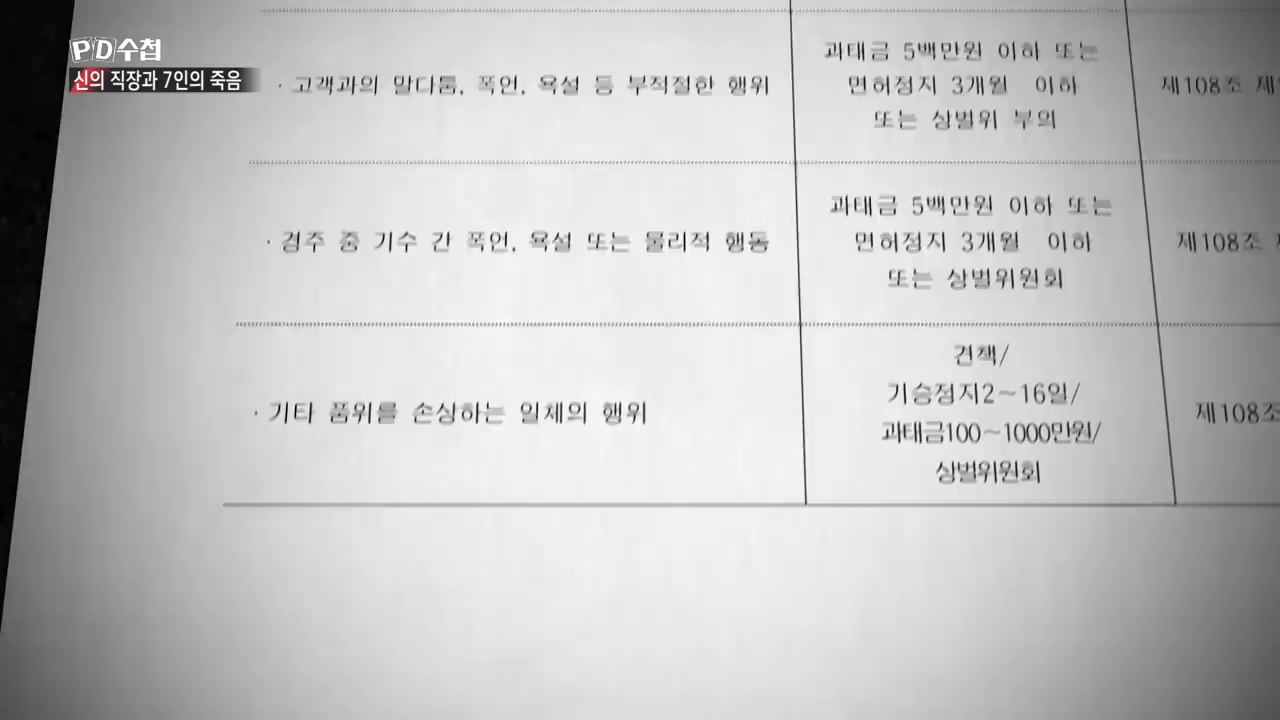 PD수첩
신의 직장과 7인의 죽음
· 고객과의 말다툼, 폭언, 욕설 등 부적절한 행위
과태금 5백만원 이하 또는
면허정지 3개월 이하
또는 상벌위 부의
제108조 제
· 경주 중 기수 간 폭언, 욕설 또는 물리적 행동
과태금 5백만원 이하 또는
면허정지 3개월 이하
또는 상벌위원회
제108조
· 기타 품위를 손상하는 일체의 행위
견책/
기승정지2~16일/
과태금100~1000만원/
상벌위원회
제108조